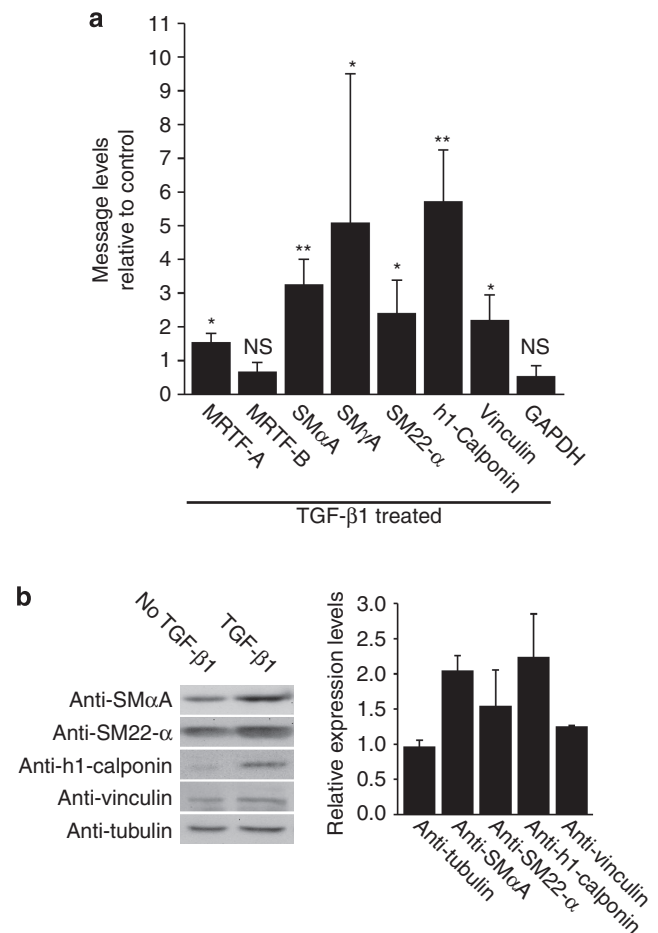 a
Message levels
relative to control
11
10
9
8
7
6
5
4
3
2
1
0
*
NS
**
*
*
**
*
NS
MRTF-A
MRTF-B
SMαA
SMγA
SM22-α
h1-Calponin
Vinculin
GAPDH
TGF-β1 treated
b
No TGF-β1
TGF-β1
Anti-SMαA
Anti-SM22-α
Anti-h1-calponin
Anti-vinculin
Anti-tubulin
Relative expression levels
3.0
2.5
2.0
1.5
1.0
0.5
0.0
Anti-tubulin
Anti-SMαA
Anti-SM22-α
Anti-h1-calponin
Anti-vinculin